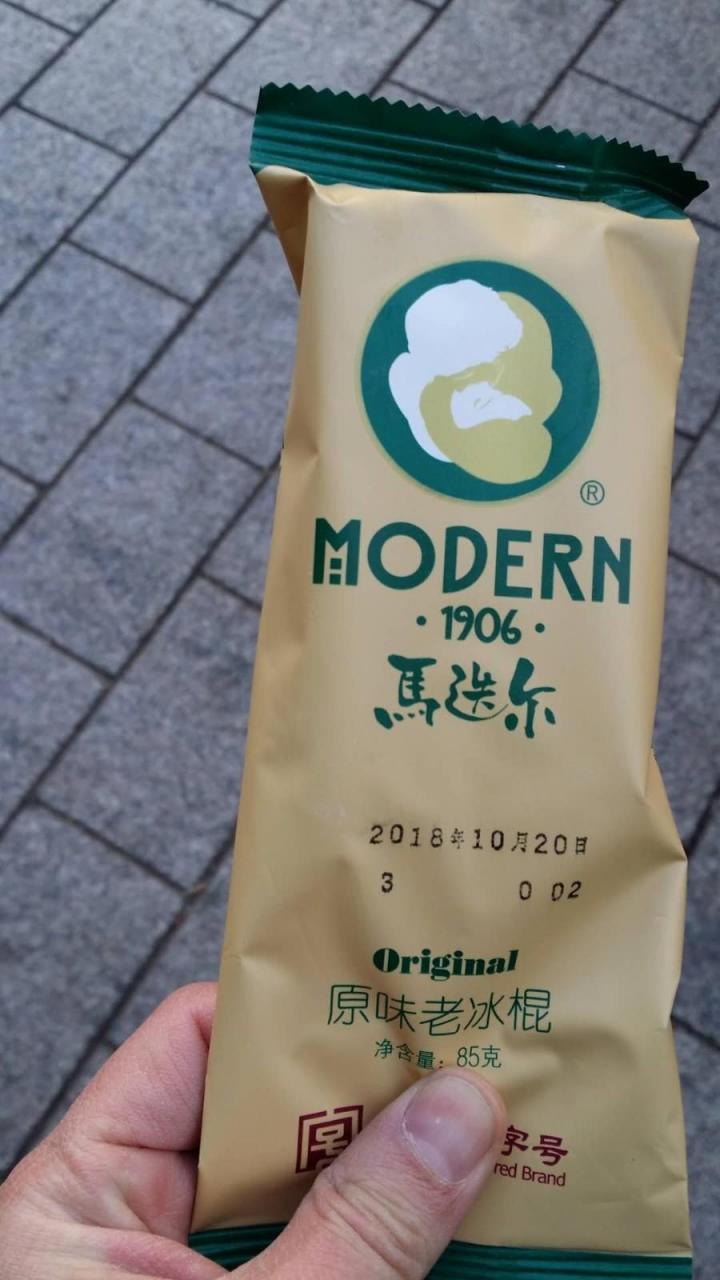 ®
MODERN
·1906·
馬迭尔
2018年10月20日
3 0 02
Original
原味老冰棍
净含量：85克
字号
red Brand